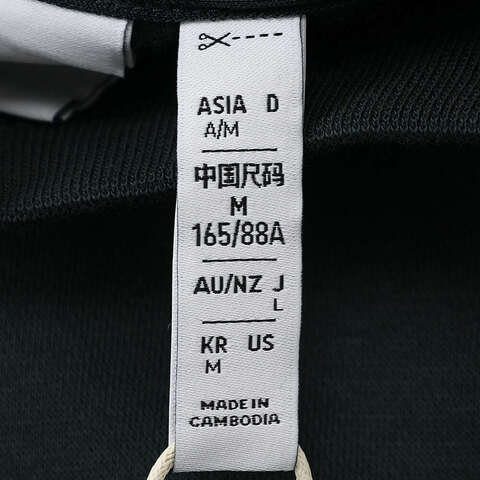 ASIA D
A/M
中国尺码
M
165/88A
AU/NZ J
L
KR US
M
MADE IN
CAMBODIA